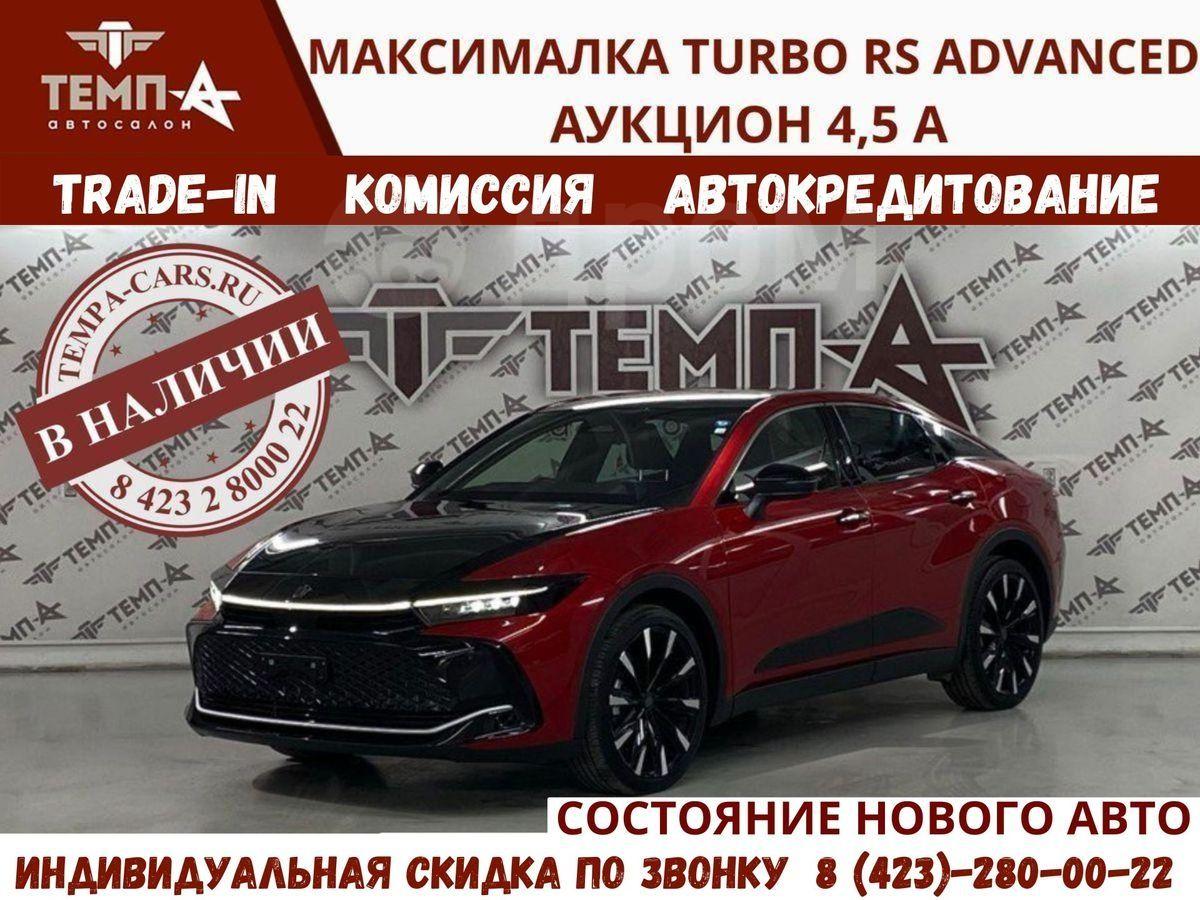 ТЕМП-А
автосалон
МАКСИМАЛКА TURBO RS ADVANCED
АУКЦИОН 4,5 А
TRADE-IN КОМИССИЯ АВТОКРЕДИТОВАНИЕ
TEMPA-CARS.RU
В НАЛИЧИИ
8 423 2 8000 22
дром
ТЕМП-А
СОСТОЯНИЕ НОВОГО АВТО
ИНДИВИДУАЛЬНАЯ СКИДКА ПО ЗВОНКУ 8 (423)-280-00-22